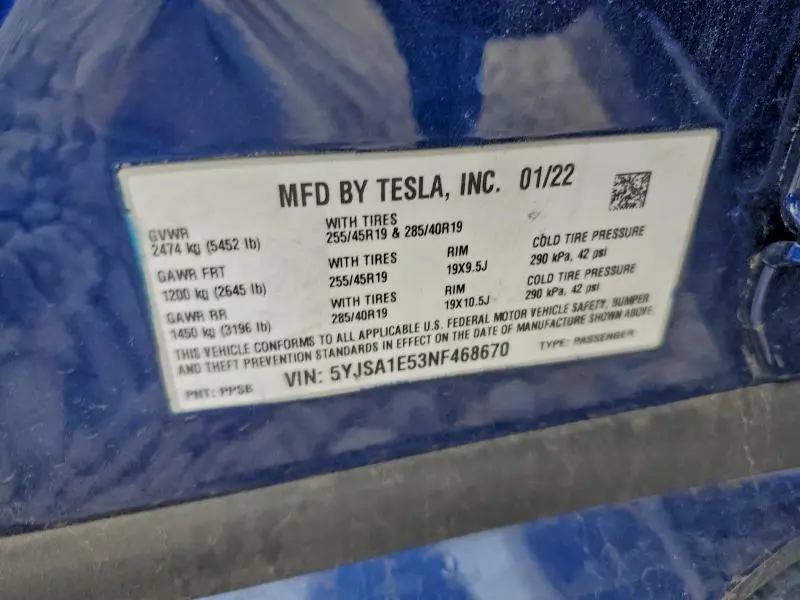 MFD BY TESLA, INC. 01/22
GVWR
2474 kg (5452 lb)
WITH TIRES
255/45R19 & 285/40R19
GAWR FRT
1200 kg (2645 lb)
WITH TIRES
255/45R19
RIM
19X9.5J
COLD TIRE PRESSURE
290 kPa, 42 psi
GAWR RR
1450 kg (3196 lb)
WITH TIRES
285/40R19
RIM
19X10.5J
COLD TIRE PRESSURE
290 kPa, 42 psi
THIS VEHICLE CONFORMS TO ALL APPLICABLE U.S. FEDERAL MOTOR VEHICLE SAFETY, BUMPER
AND THEFT PREVENTION STANDARDS IN EFFECT ON THE DATE OF MANUFACTURE SHOWN ABOVE.
PNT: PPSB
VIN: 5YJSA1E53NF468670
TYPE: PASSENGER